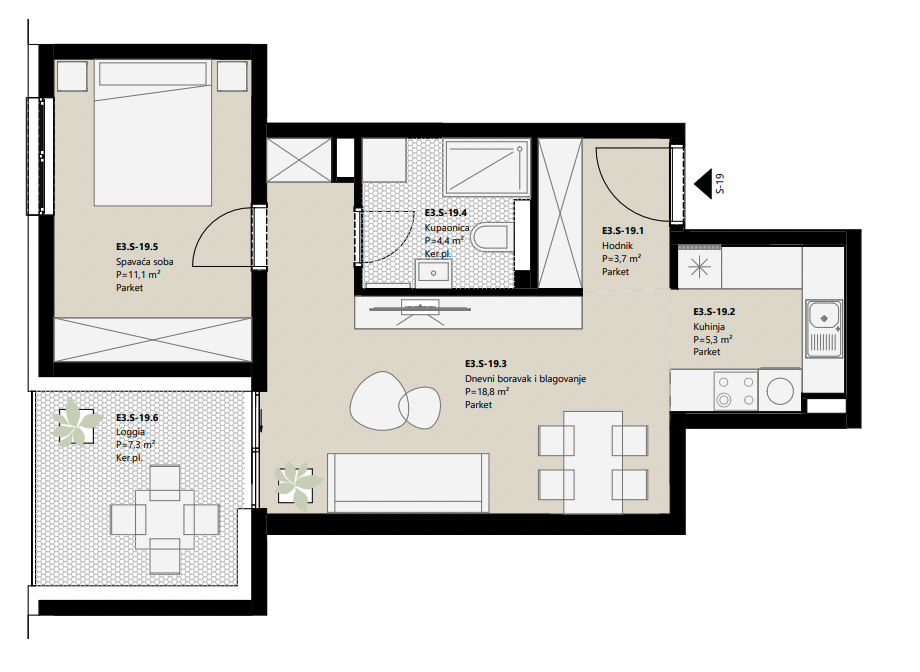 E3.S-19.5
Spavaća soba
P=11,1 m²
Parket
E3.S-19.4
Kupaonica
P=4,4 m²
Ker.pl.
E3.S-19.1
Hodnik
P=3,7 m²
Parket
S-19
E3.S-19.2
Kuhinja
P=5,3 m²
Parket
E3.S-19.3
Dnevni boravak i blagovanje
P=18,8 m²
Parket
E3.S-19.6
Loggia
P=7,3 m²
Ker.pl.